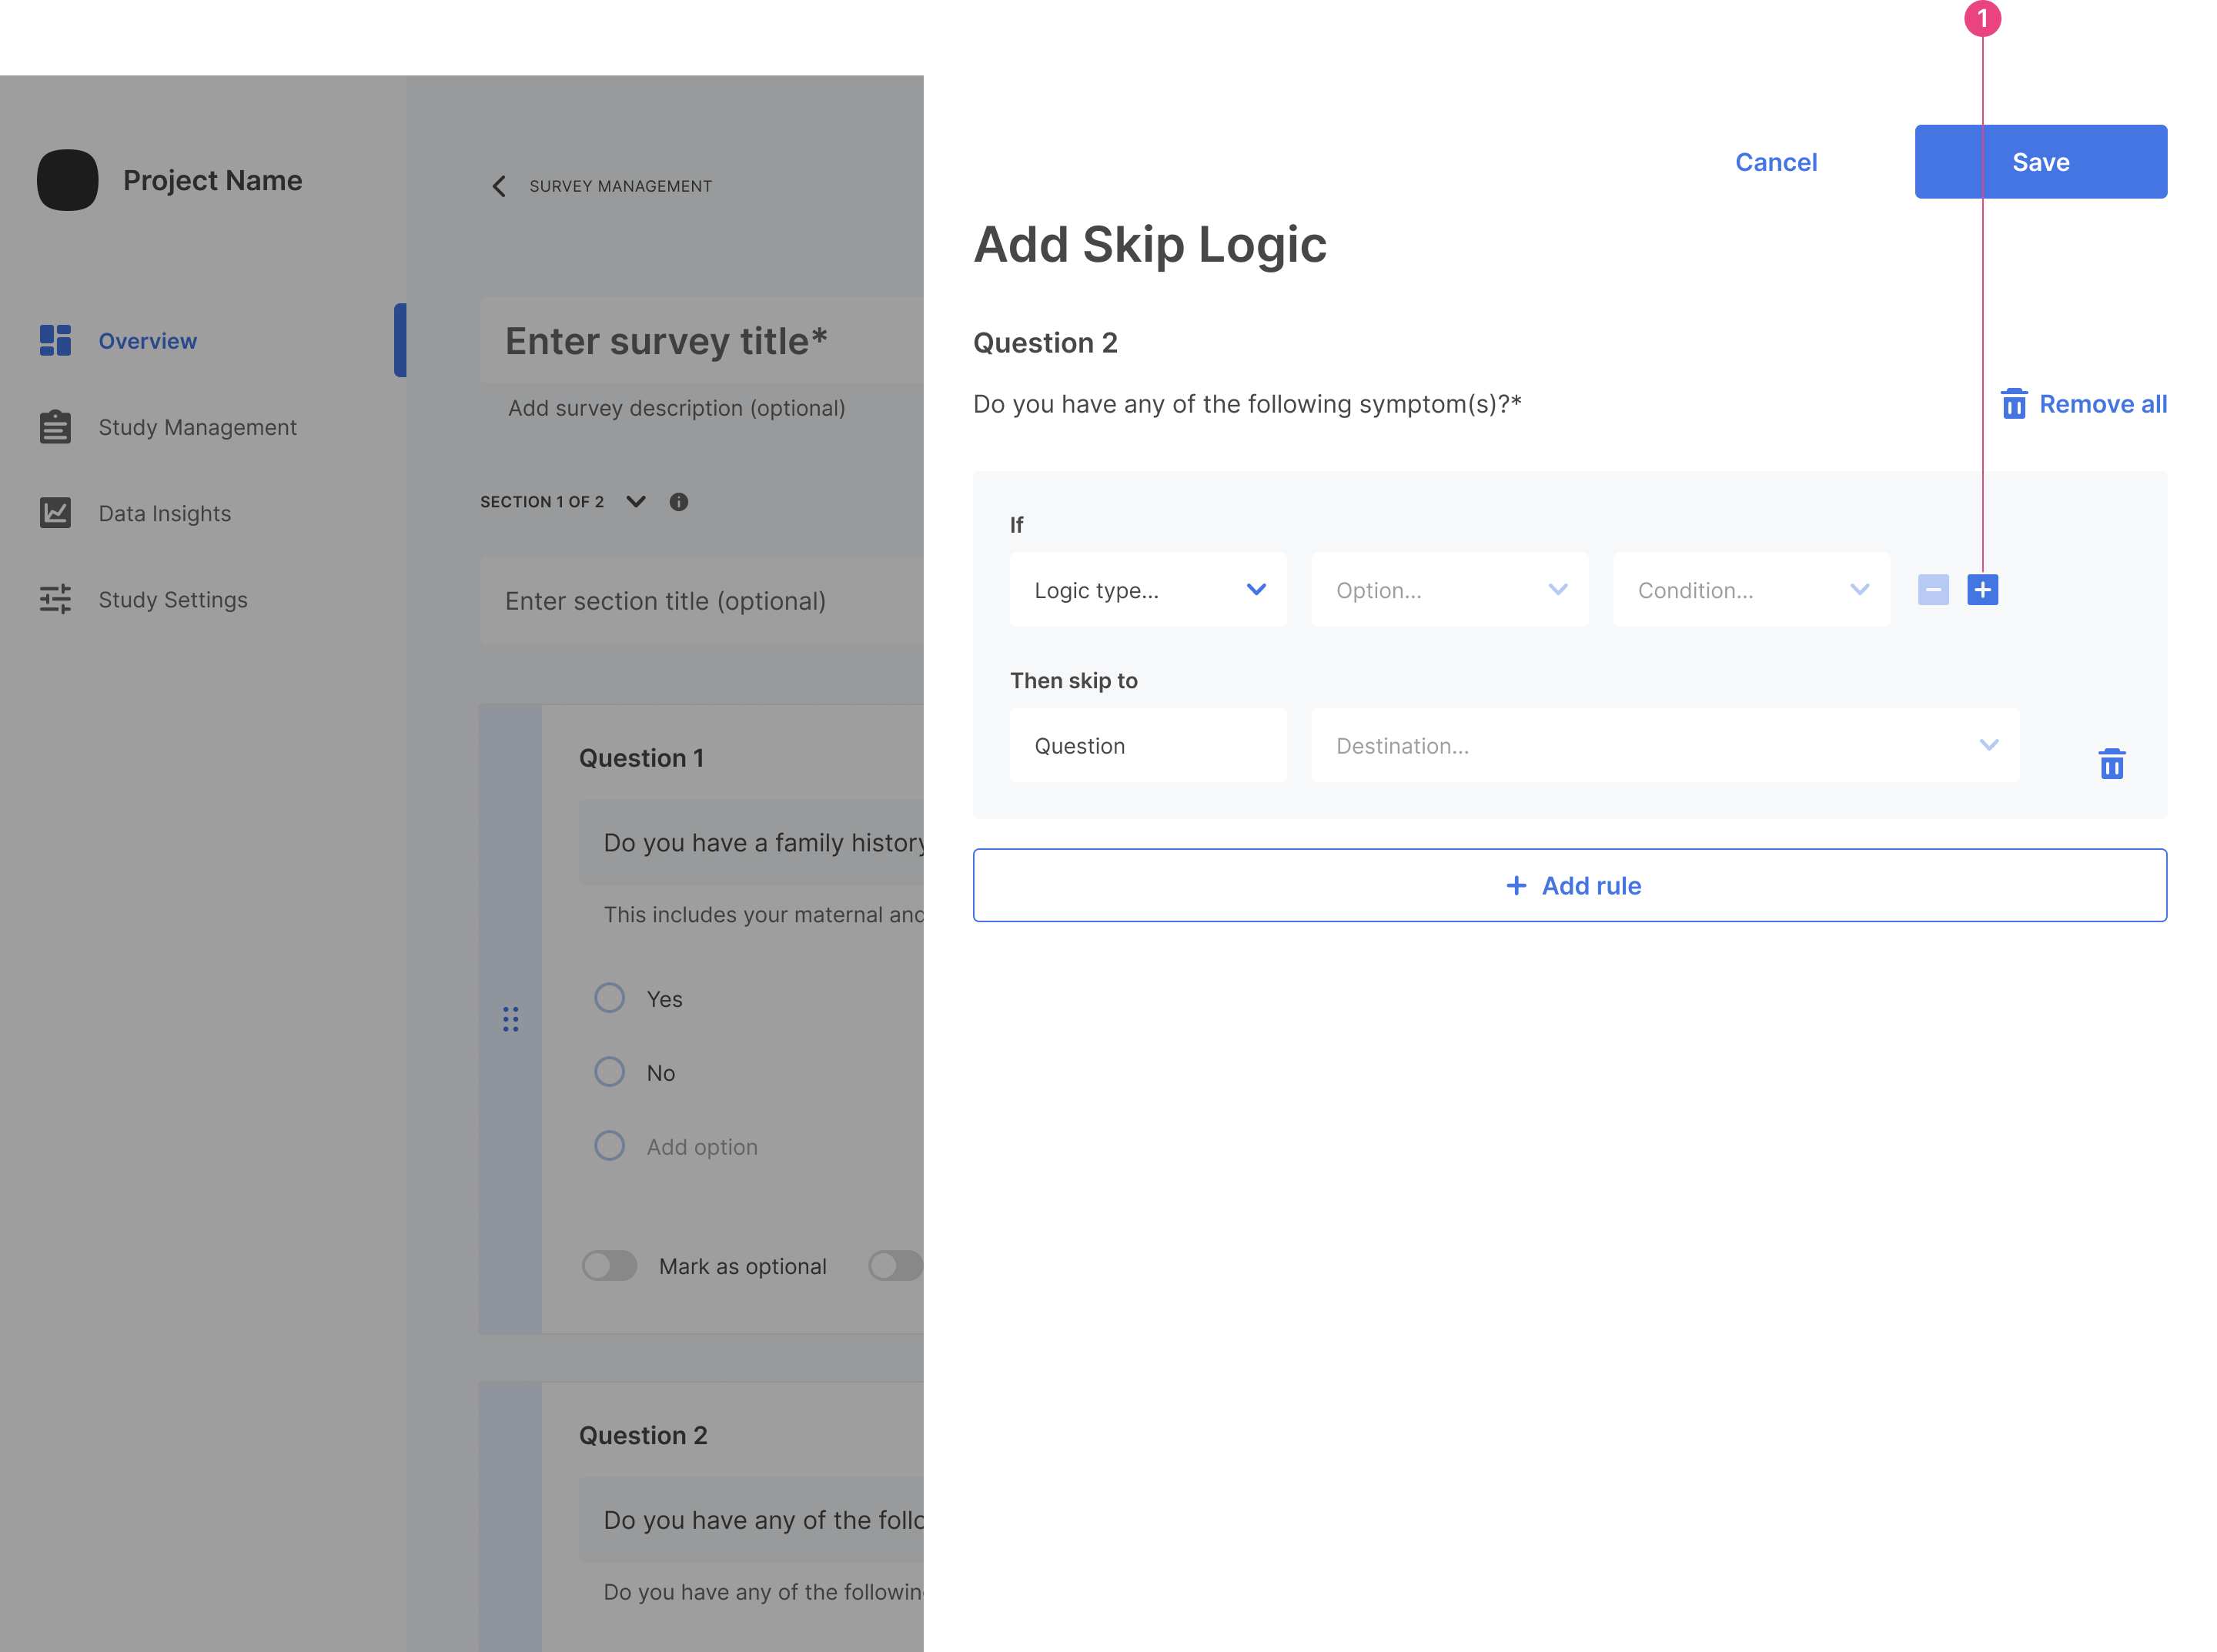 1
Project Name
Overview
Study Management
Data Insights
Study Settings
SURVEY MANAGEMENT
Enter survey title*
Add survey description (optional)
SECTION 1 OF 2
Enter section title (optional)
Question 1
Do you have a family history
This includes your maternal and
Yes
No
Add option
Mark as optional
Question 2
Do you have any of the follo
Do you have any of the followin
Cancel
Save
Add Skip Logic
Question 2
Do you have any of the following symptom(s)?*
Remove all
If
Logic type...
Option...
Condition...
Then skip to
Question
Destination...
Add rule